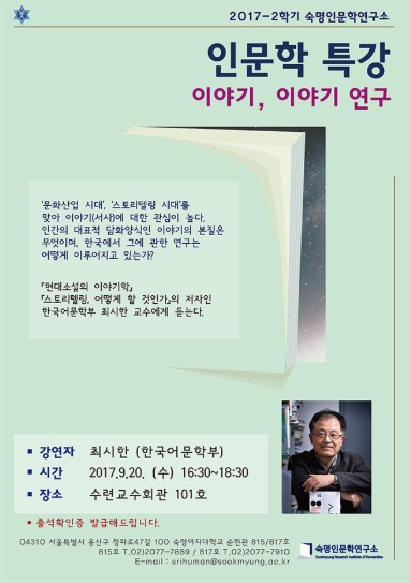 2017-2학기 숙명인문학연구소
인문학 특강
이야기, 이야기 연구
'문화산업 시대', '스토리텔링 시대'를
맞아 이야기(서사)에 대한 관심이 높다.
인간의 대표적 담화양식인 이야기의 본질은
무엇이며, 한국에서 그에 관한 연구는
어떻게 이루어지고 있는가?
『현대소설의 이야기학』,
『스토리텔링, 어떻게 할 것인가』의 저자인
한국어문학부 최시한 교수에게 듣는다.
▪ 강연자 최시한 (한국어문학부)
▪ 시간 2017.9.20. (수) 16:30~18:30
▪ 장소 수련교수회관 101호
• 출석확인증 발급해드립니다.
04310 서울특별시 용산구 청파로47길 100 숙명여자대학교 순헌관 815/817호
815호 T.02)2077-7889 / 817호 T.02)2077-7910
E-mail : srihuman@sookmyung.ac.kr
숙명인문학연구소
Sookmyung Research Institute of Humanities